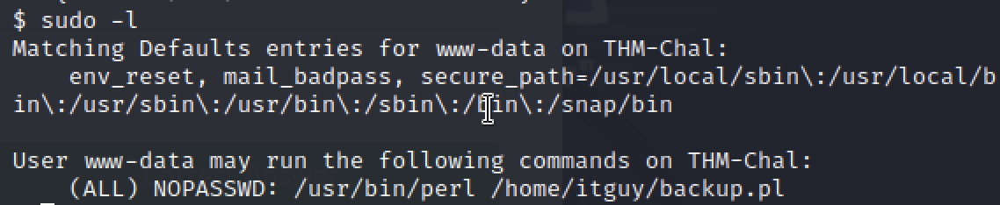 $ sudo -l
Matching Defaults entries for www-data on THM-Chal:
    env_reset, mail_badpass, secure_path=/usr/local/sbin\:/usr/local/b
in\:/usr/sbin\:/usr/bin\:/sbin\:/bin\:/snap/bin

User www-data may run the following commands on THM-Chal:
    (ALL) NOPASSWD: /usr/bin/perl /home/itguy/backup.pl